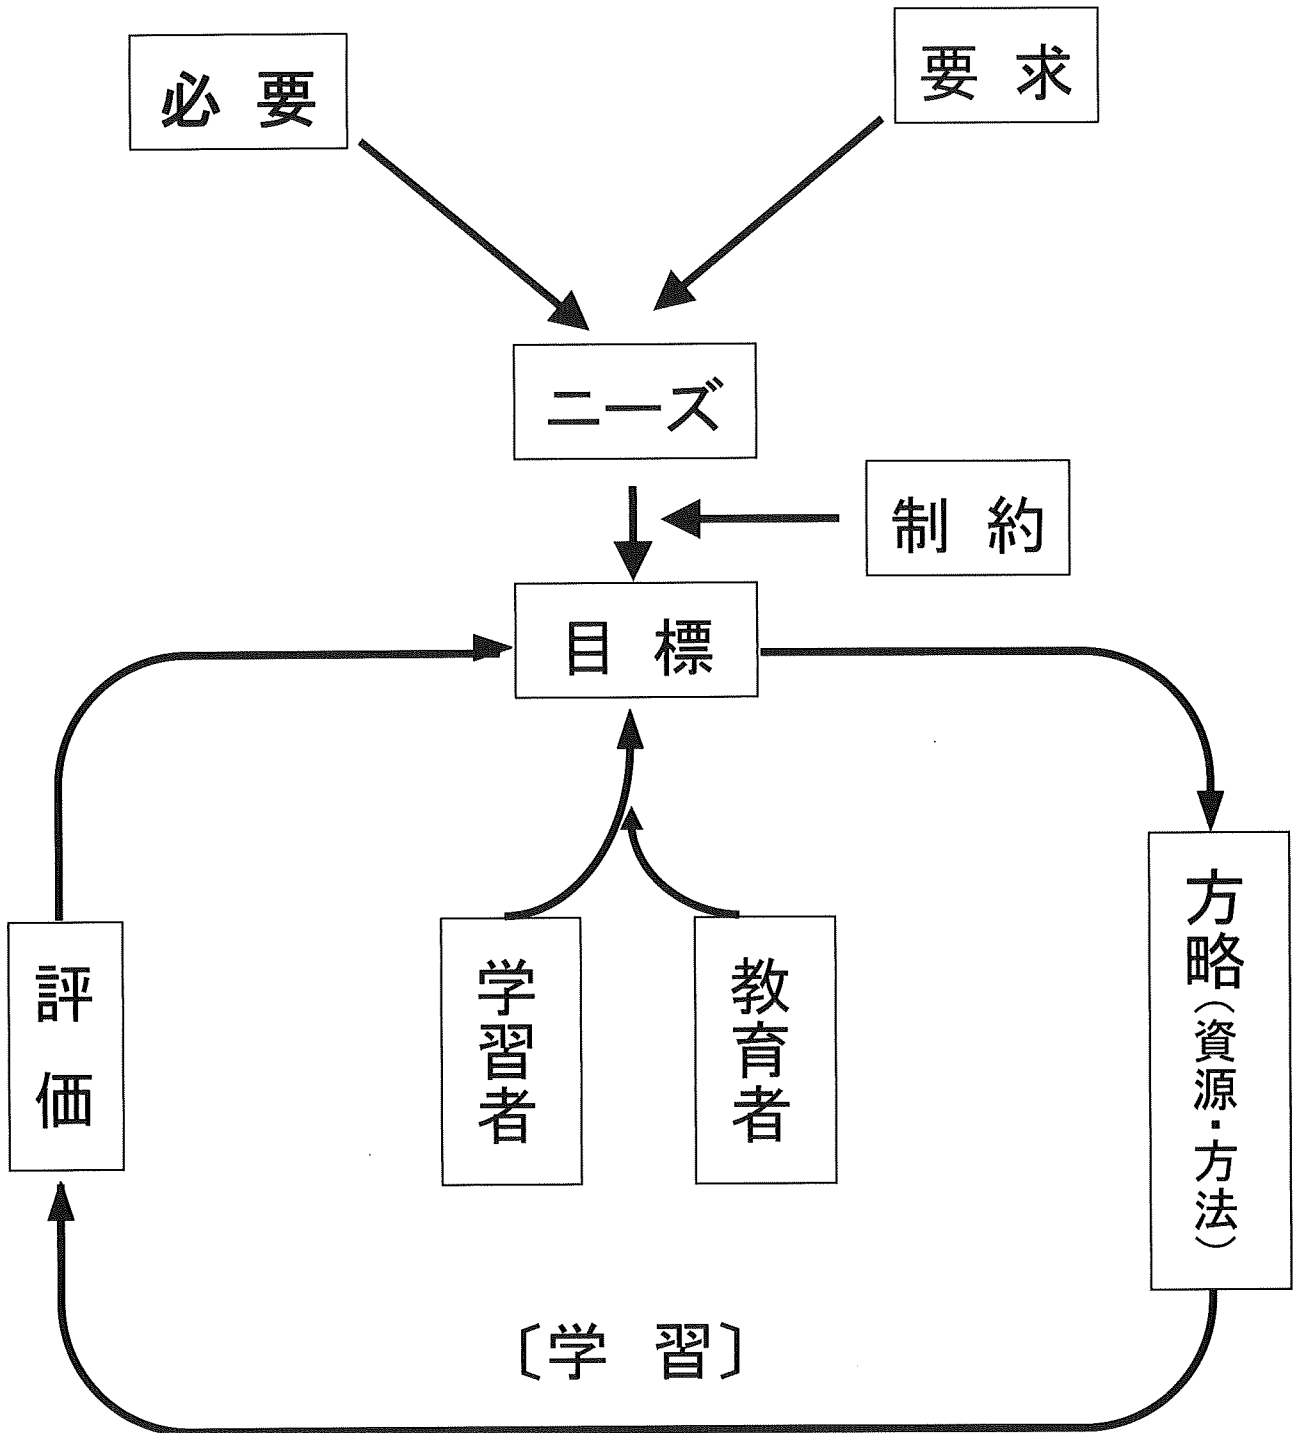 必要
要求
ニーズ
制約
目標
学習者
教育者
評価
方略（資源・方法）
〔学習〕